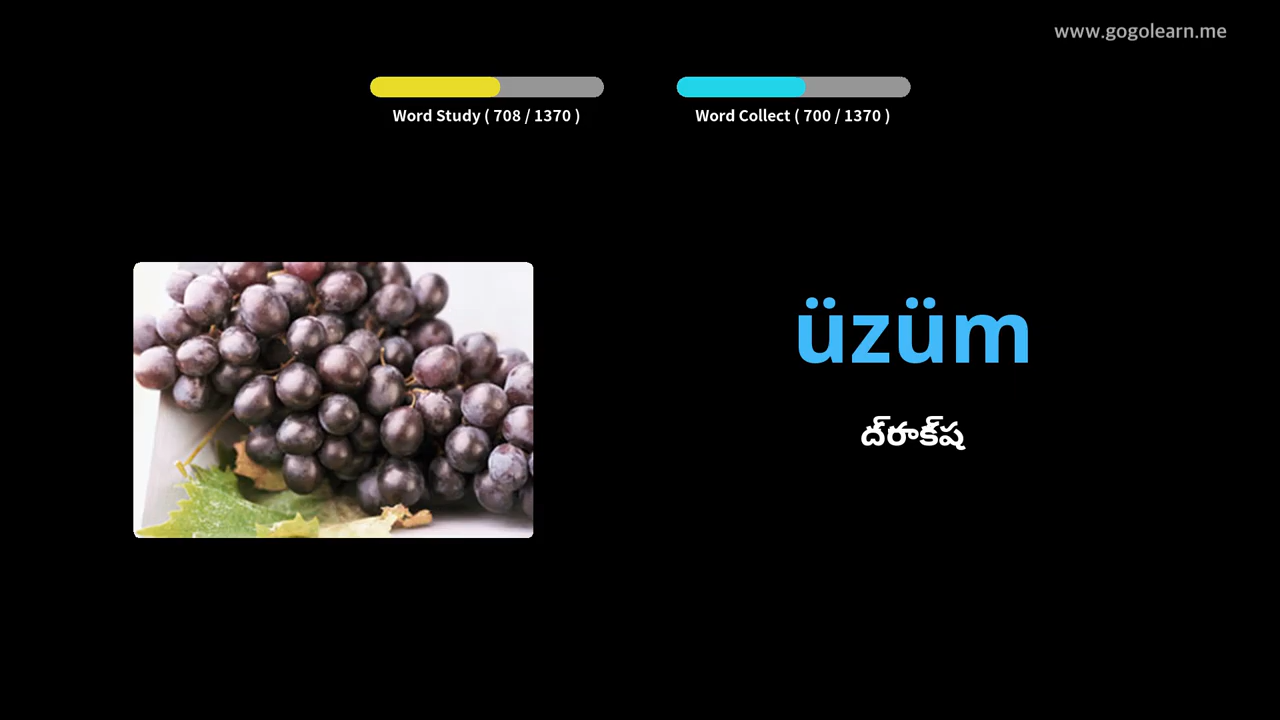 www.gogolearn.me
Word Study ( 708 / 1370 )
Word Collect ( 700 / 1370 )
üzüm
ద్రాక్ష